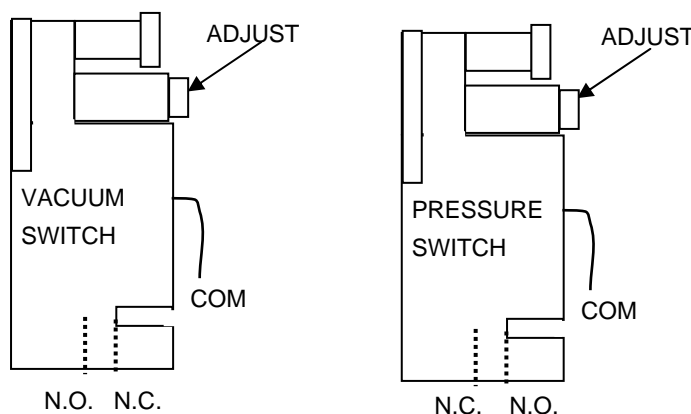 ADJUST
VACUUM
SWITCH
COM
N.O. N.C.
ADJUST
PRESSURE
SWITCH
COM
N.C. N.O.